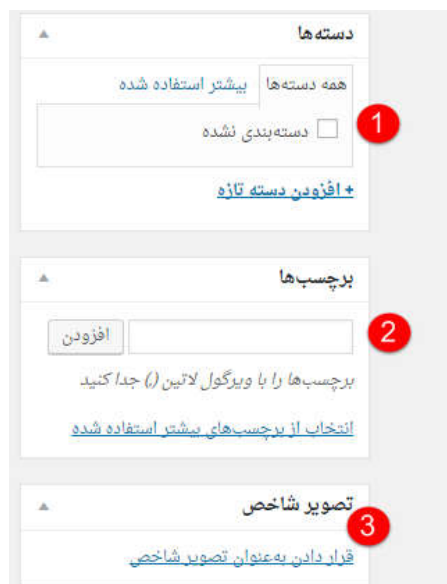 دسته‌ها
همه دسته‌ها بیشتر استفاده شده
دسته‌بندی نشده 1
+ افزودن دسته تازه
برچسب‌ها
2 افزودن
برچسب‌ها را با ویرگول لاتین (,) جدا کنید
انتخاب از برچسب‌های بیشتر استفاده شده
تصویر شاخص
3
قرار دادن به‌عنوان تصویر شاخص